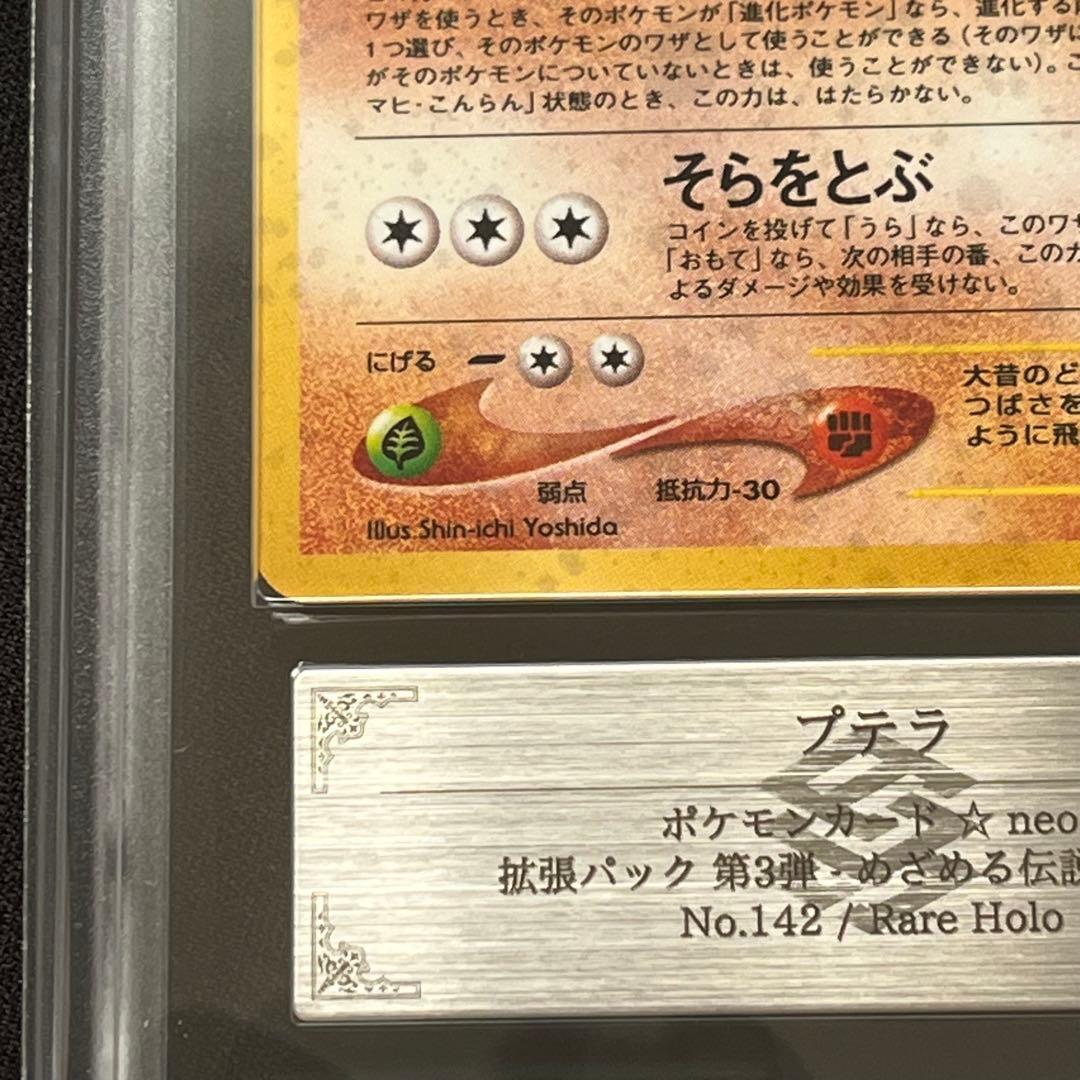 ワザを使うとき、そのポケモンが「進化ポケモン」なら、進化する
1つ選び、そのポケモンのワザとして使うことができる（そのワザに
がそのポケモンについていないときは、使うことができない）。こ
マヒ・こんらん」状態のとき、この力は、はたらかない。
そらをとぶ
コインを投げて「うら」なら、このワザ
「おもて」なら、次の相手の番、このカ
よるダメージや効果を受けない。
にげる
大昔のど
つばさを
ように飛
弱点 抵抗力-30
Illus Shin-ichi Yoshida
プテラ
ポケモンカード ☆ neo
拡張パック 第3弾 - めざめる伝説
No.142 / Rare Holo